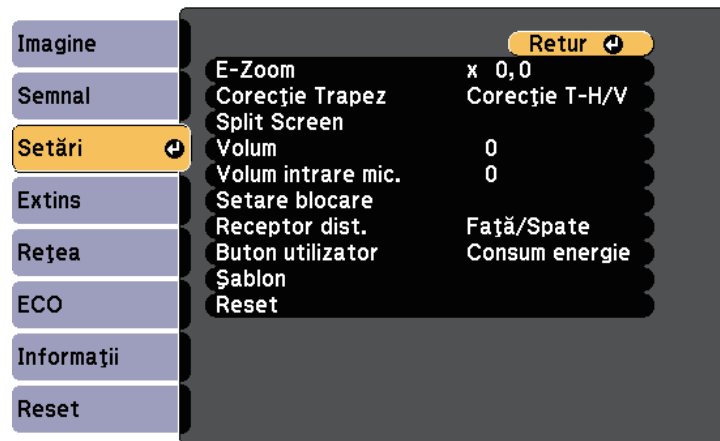 Imagine
Semnal
Setări
Extins
Reţea
ECO
Informaţii
Reset
Retur
E-Zoom x 0,0
Corecţie Trapez Corecţie T-H/V
Split Screen
Volum 0
Volum intrare mic. 0
Setare blocare
Receptor dist. Faţă/Spate
Buton utilizator Consum energie
Şablon
Reset